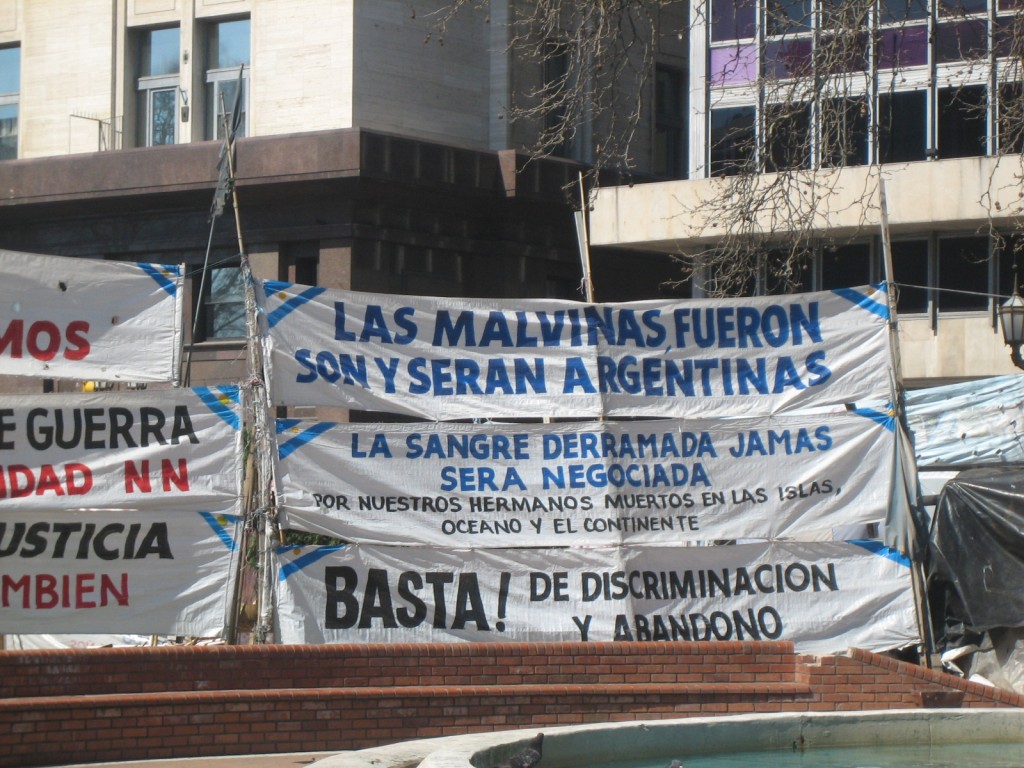 MOS
E GUERRA
IDAD NN
USTICIA
MBIEN
LAS MALVINAS, FUERON
SON Y SERAN ARGENTINAS
LA SANGRE DERRAMADA JAMAS
SERA NEGOCIADA
POR NUESTROS HERMANOS MUERTOS EN LAS ISLAS,
OCEANO Y EL CONTINENTE
BASTA! DE DISCRIMINACION
Y ABANDONO